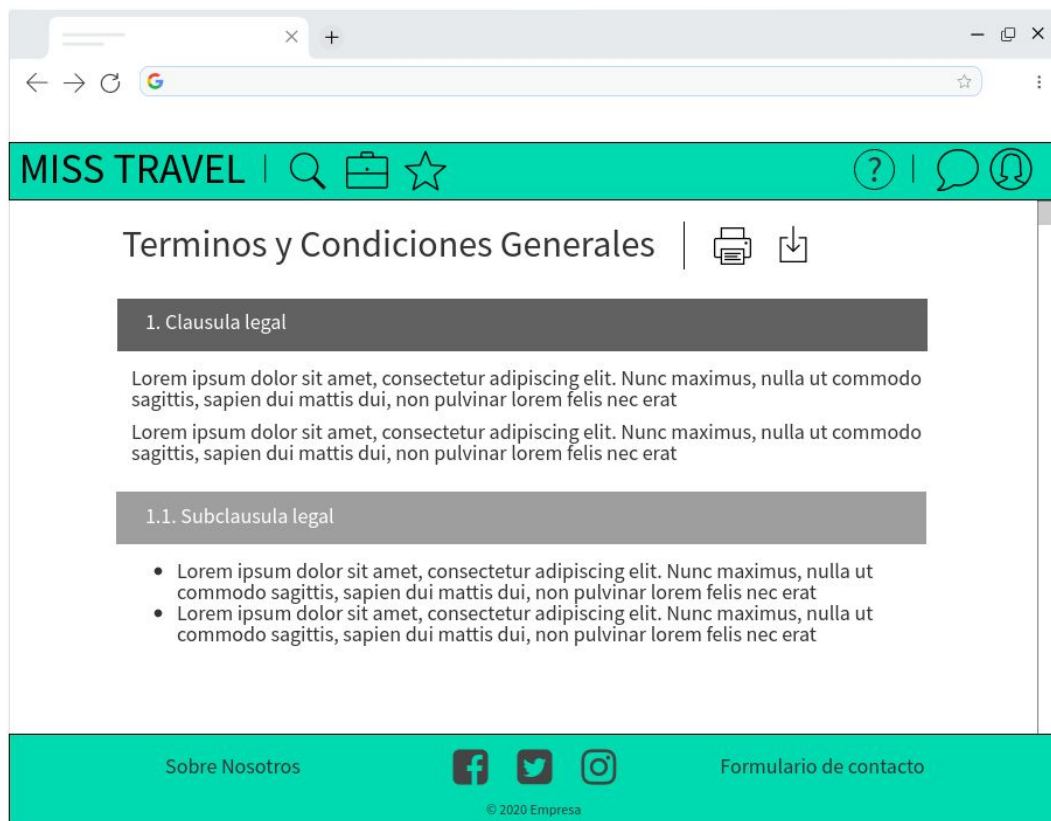 MISS TRAVEL
?
Terminos y Condiciones Generales
1. Clausula legal
Lorem ipsum dolor sit amet, consectetur adipiscing elit. Nunc maximus, nulla ut commodo
sagittis, sapien dui mattis dui, non pulvinar lorem felis nec erat
Lorem ipsum dolor sit amet, consectetur adipiscing elit. Nunc maximus, nulla ut commodo
sagittis, sapien dui mattis dui, non pulvinar lorem felis nec erat
1.1. Subclausula legal
• Lorem ipsum dolor sit amet, consectetur adipiscing elit. Nunc maximus, nulla ut
commodo sagittis, sapien dui mattis dui, non pulvinar lorem felis nec erat
• Lorem ipsum dolor sit amet, consectetur adipiscing elit. Nunc maximus, nulla ut
commodo sagittis, sapien dui mattis dui, non pulvinar lorem felis nec erat
Sobre Nosotros
Formulario de contacto
© 2020 Empresa